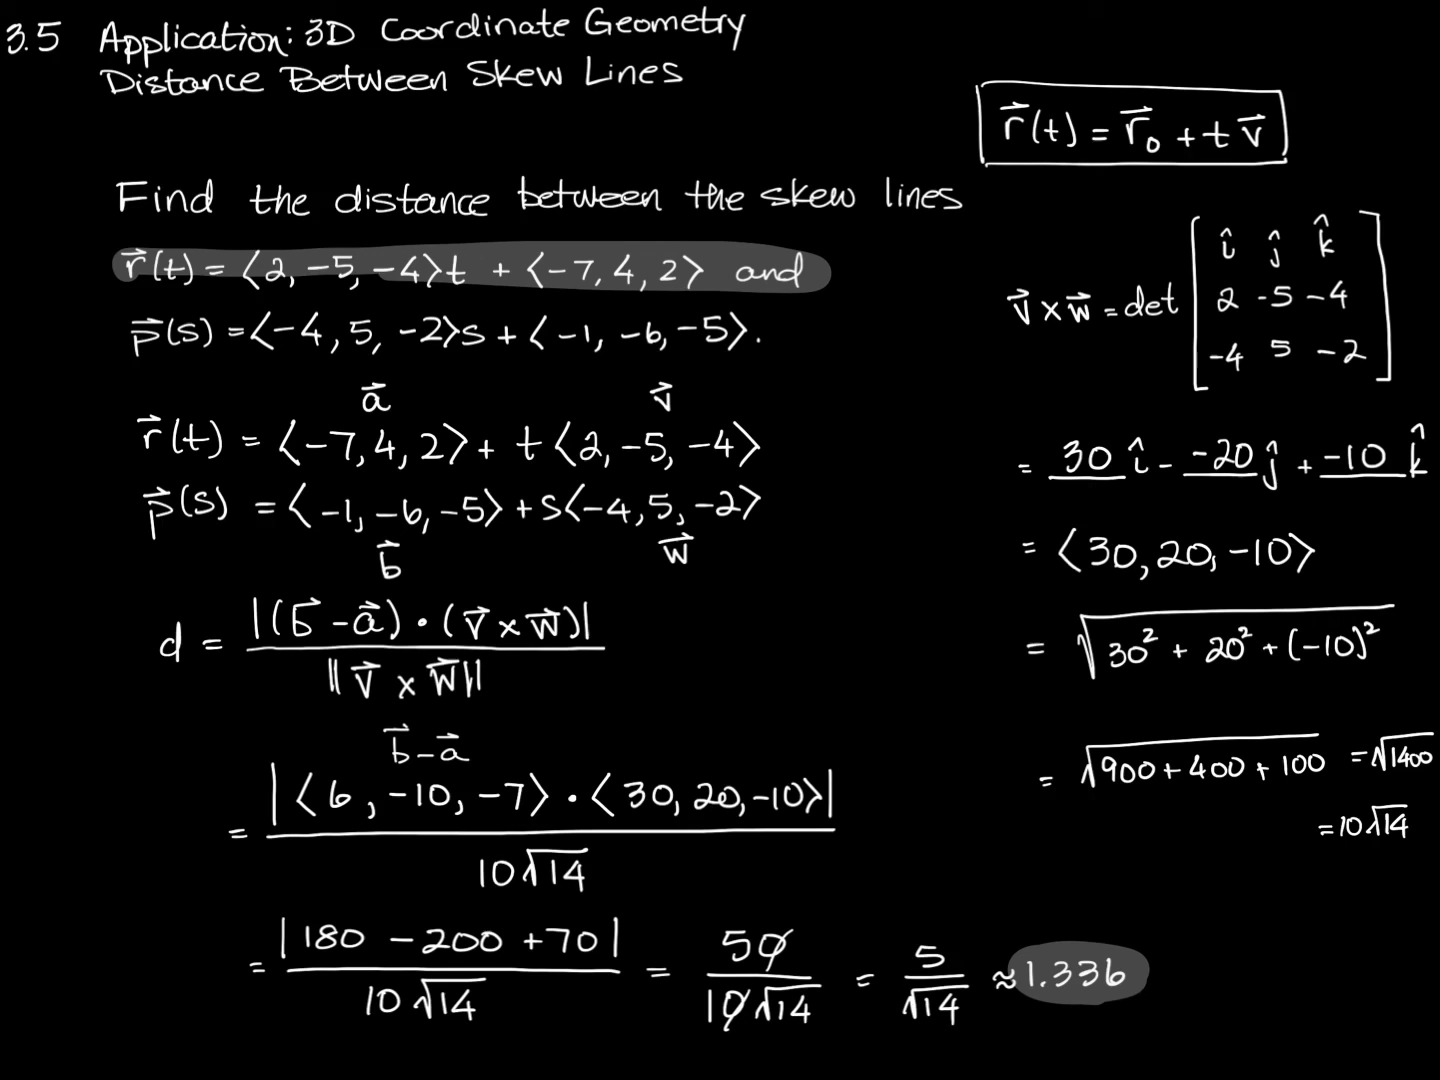 3.5 Application: 3D Coordinate Geometry
Distance Between Skew Lines
r⃗(t) = r⃗₀ + t v⃗
Find the distance between the skew lines
r⃗(t) = ⟨2, -5, -4⟩t + ⟨-7, 4, 2⟩ and
p⃗(s) = ⟨-4, 5, -2⟩s + ⟨-1, -6, -5⟩.
a⃗ v⃗
r⃗(t) = ⟨-7, 4, 2⟩ + t⟨2, -5, -4⟩
p⃗(s) = ⟨-1, -6, -5⟩ + s⟨-4, 5, -2⟩
b⃗ w⃗
d = |(b⃗ - a⃗) · (v⃗ × w⃗)| / ‖v⃗ × w⃗‖
b⃗ - a⃗
= |⟨6, -10, -7⟩ · ⟨30, 20, -10⟩| / 10√14
= |180 - 200 + 70| / 10√14 = 50 / 10√14 = 5 / √14 ≈ 1.336
v⃗ × w⃗ = det [ î ĵ k̂
2 -5 -4
-4 5 -2 ]
= 30 î - -20 ĵ + -10 k̂
= ⟨30, 20, -10⟩
= √(30² + 20² + (-10)²)
= √(900 + 400 + 100) = √1400
= 10√14